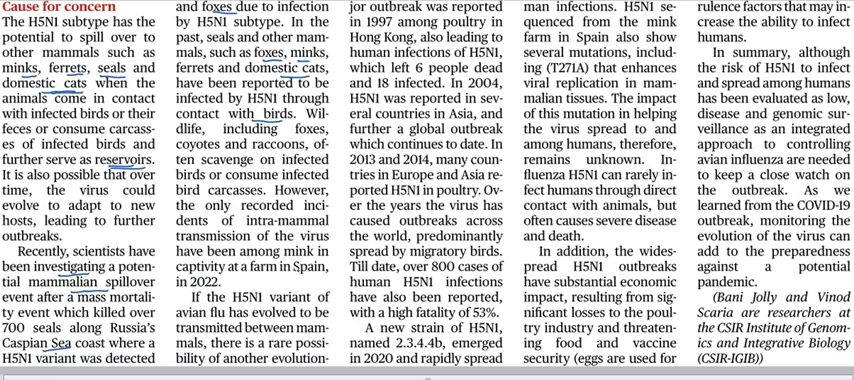 Cause for concern
The H5N1 subtype has the
potential to spill over to
other mammals such as
minks, ferrets, seals and
domestic cats when the
animals come in contact
with infected birds or their
feces or consume carcass-
es of infected birds and
further serve as reservoirs.
It is also possible that over
time, the virus could
evolve to adapt to new
hosts, leading to further
outbreaks.
Recently, scientists have
been investigating a poten-
tial mammalian spillover
event after a mass mortali-
ty event which killed over
700 seals along Russia's
Caspian Sea coast where a
H5N1 variant was detected
and foxes due to infection
by H5N1 subtype. In the
past, seals and other mam-
mals, such as foxes, minks,
ferrets and domestic cats,
have been reported to be
infected by H5N1 through
contact with birds. Wil-
dlife, including foxes,
coyotes and raccoons, of-
ten scavenge on infected
birds or consume infected
bird carcasses. However,
the only recorded inci-
dents of intra-mammal
transmission of the virus
have been among mink in
captivity at a farm in Spain,
in 2022.
If the H5N1 variant of
avian flu has evolved to be
transmitted between mam-
mals, there is a rare possi-
bility of another evolution-
jor outbreak was reported
in 1997 among poultry in
Hong Kong, also leading to
human infections of H5N1,
which left 6 people dead
and 18 infected. In 2004,
H5N1 was reported in sev-
eral countries in Asia, and
further a global outbreak
which continues to date. In
2013 and 2014, many coun-
tries in Europe and Asia re-
ported H5N1 in poultry. Ov-
er the years the virus has
caused outbreaks across
the world, predominantly
spread by migratory birds.
Till date, over 800 cases of
human H5N1 infections
have also been reported,
with a high fatality of 53%.
A new strain of H5N1,
named 2.3.4.4b, emerged
in 2020 and rapidly spread
man infections. H5N1 se-
quenced from the mink
farm in Spain also show
several mutations, includ-
ing (T271A) that enhances
viral replication in mam-
malian tissues. The impact
of this mutation in helping
the virus spread to and
among humans, therefore,
remains unknown. In-
fluenza H5N1 can rarely in-
fect humans through direct
contact with animals, but
often causes severe disease
and death.
In addition, the wides-
pread H5N1 outbreaks
have substantial economic
impact, resulting from sig-
nificant losses to the poul-
try industry and threaten-
ing food and vaccine
security (eggs are used for
rulence factors that may in-
crease the ability to infect
humans.
In summary, although
the risk of H5N1 to infect
and spread among humans
has been evaluated as low,
disease and genomic sur-
veillance as an integrated
approach to controlling
avian influenza are needed
to keep a close watch on
the outbreak. As we
learned from the COVID-19
outbreak, monitoring the
evolution of the virus can
add to the preparedness
against a potential
pandemic.
(Bani Jolly and Vinod
Scaria are researchers at
the CSIR Institute of Genom-
ics and Integrative Biology
(CSIR-IGIB))